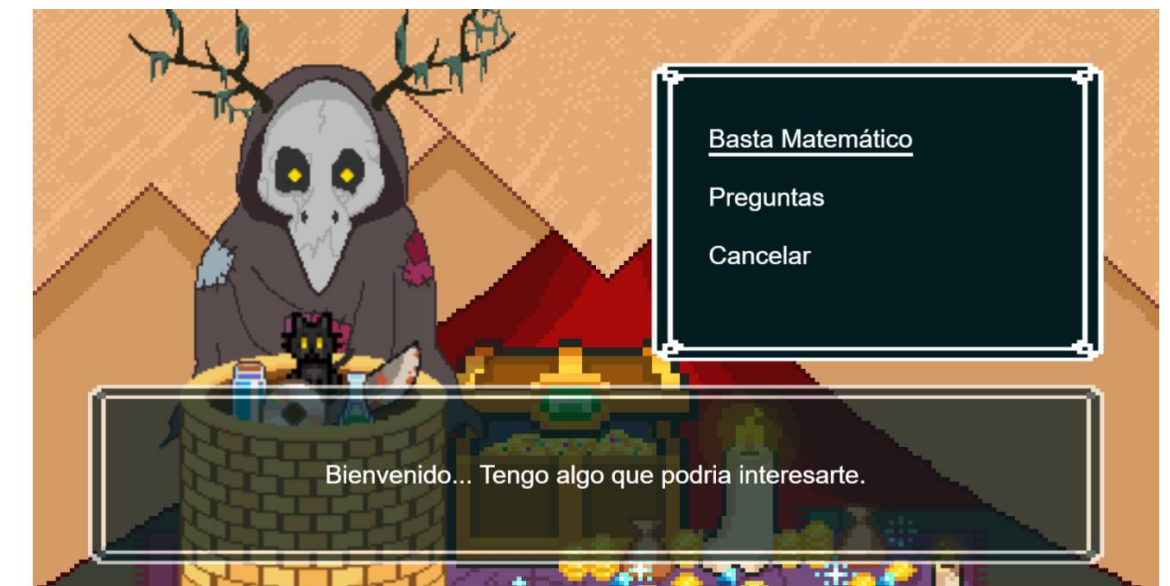 Basta Matemático
Preguntas
Cancelar
Bienvenido... Tengo algo que podria interesarte.